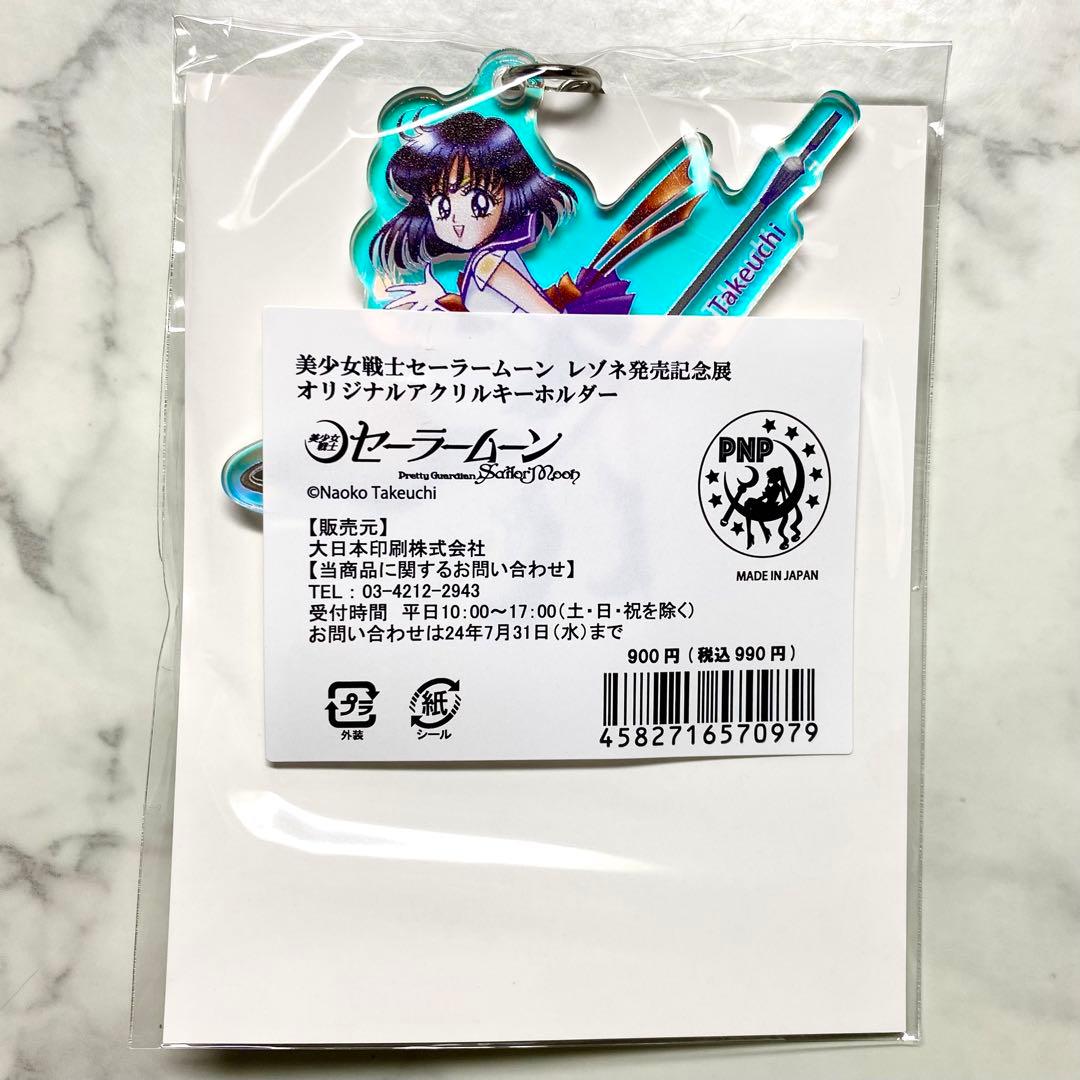 Takeuchi
美少女戦士セーラームーン レゾネ発売記念展
オリジナルアクリルキーホルダー
美少女
戦士
セーラームーン
Pretty Guardian Sailor Moon
©Naoko Takeuchi
PNP
【販売元】
大日本印刷株式会社
【当商品に関するお問い合わせ】
TEL : 03-4212-2943
MADE IN JAPAN
受付時間 平日10:00～17:00(土・日・祝を除く)
お問い合わせは24年7月31日(水)まで
900 円 ( 税込 990 円 )
プラ
外装
紙
シール
4582716570979